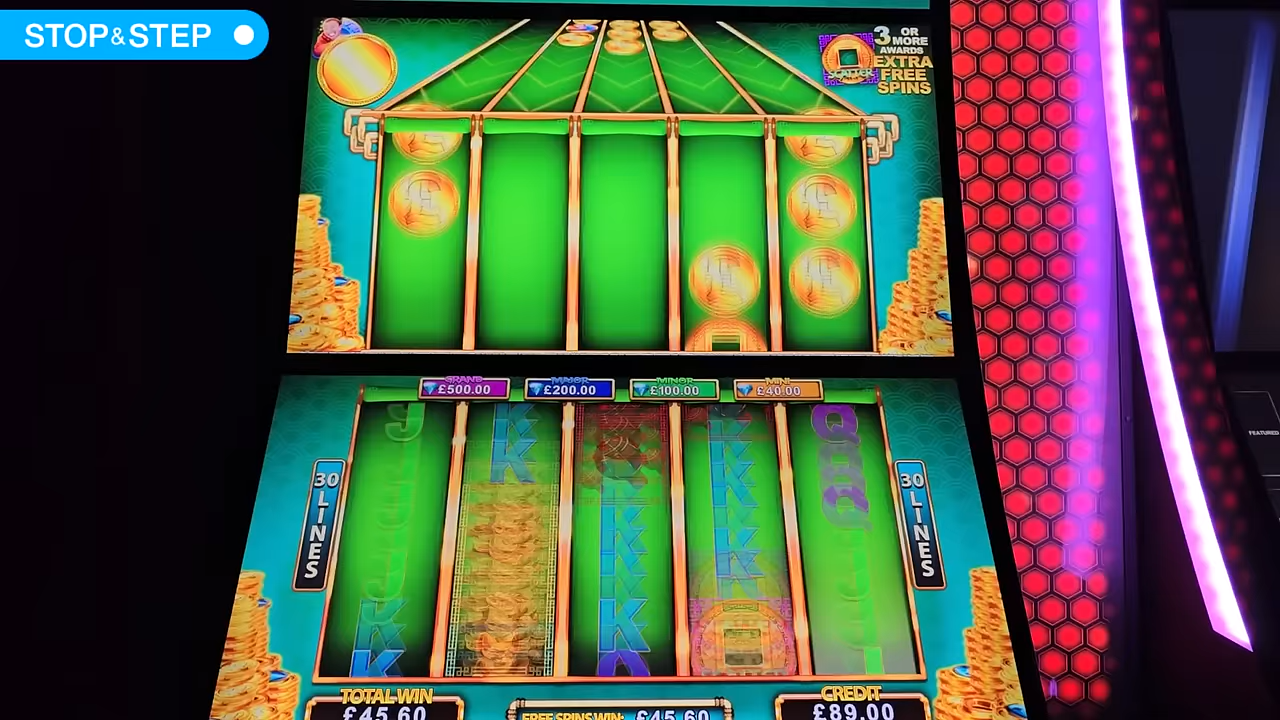 STOP&STEP
3 OR MORE
AWARDS
EXTRA
FREE
SPINS
SCATTER
GRAND
£500.00
MAJOR
£200.00
MINOR
£100.00
MINI
£40.00
30 LINES
30 LINES
TOTAL WIN
£45.60
FREE SPINS WIN: £45.60
CREDIT
£89.00
FEATURED